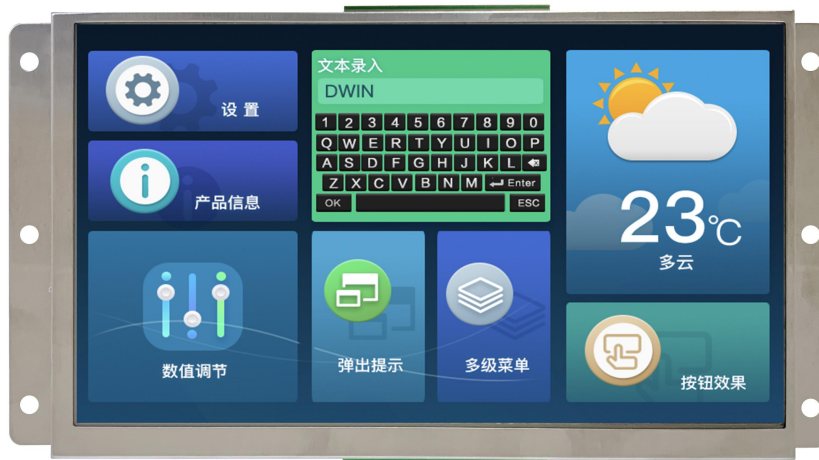 设置
产品信息
文本录入
DWIN
1 2 3 4 5 6 7 8 9 0
Q W E R T Y U I O P
A S D F G H J K L
Z X C V B N M Enter
OK ESC
23℃
多云
数值调节
弹出提示
多级菜单
按钮效果